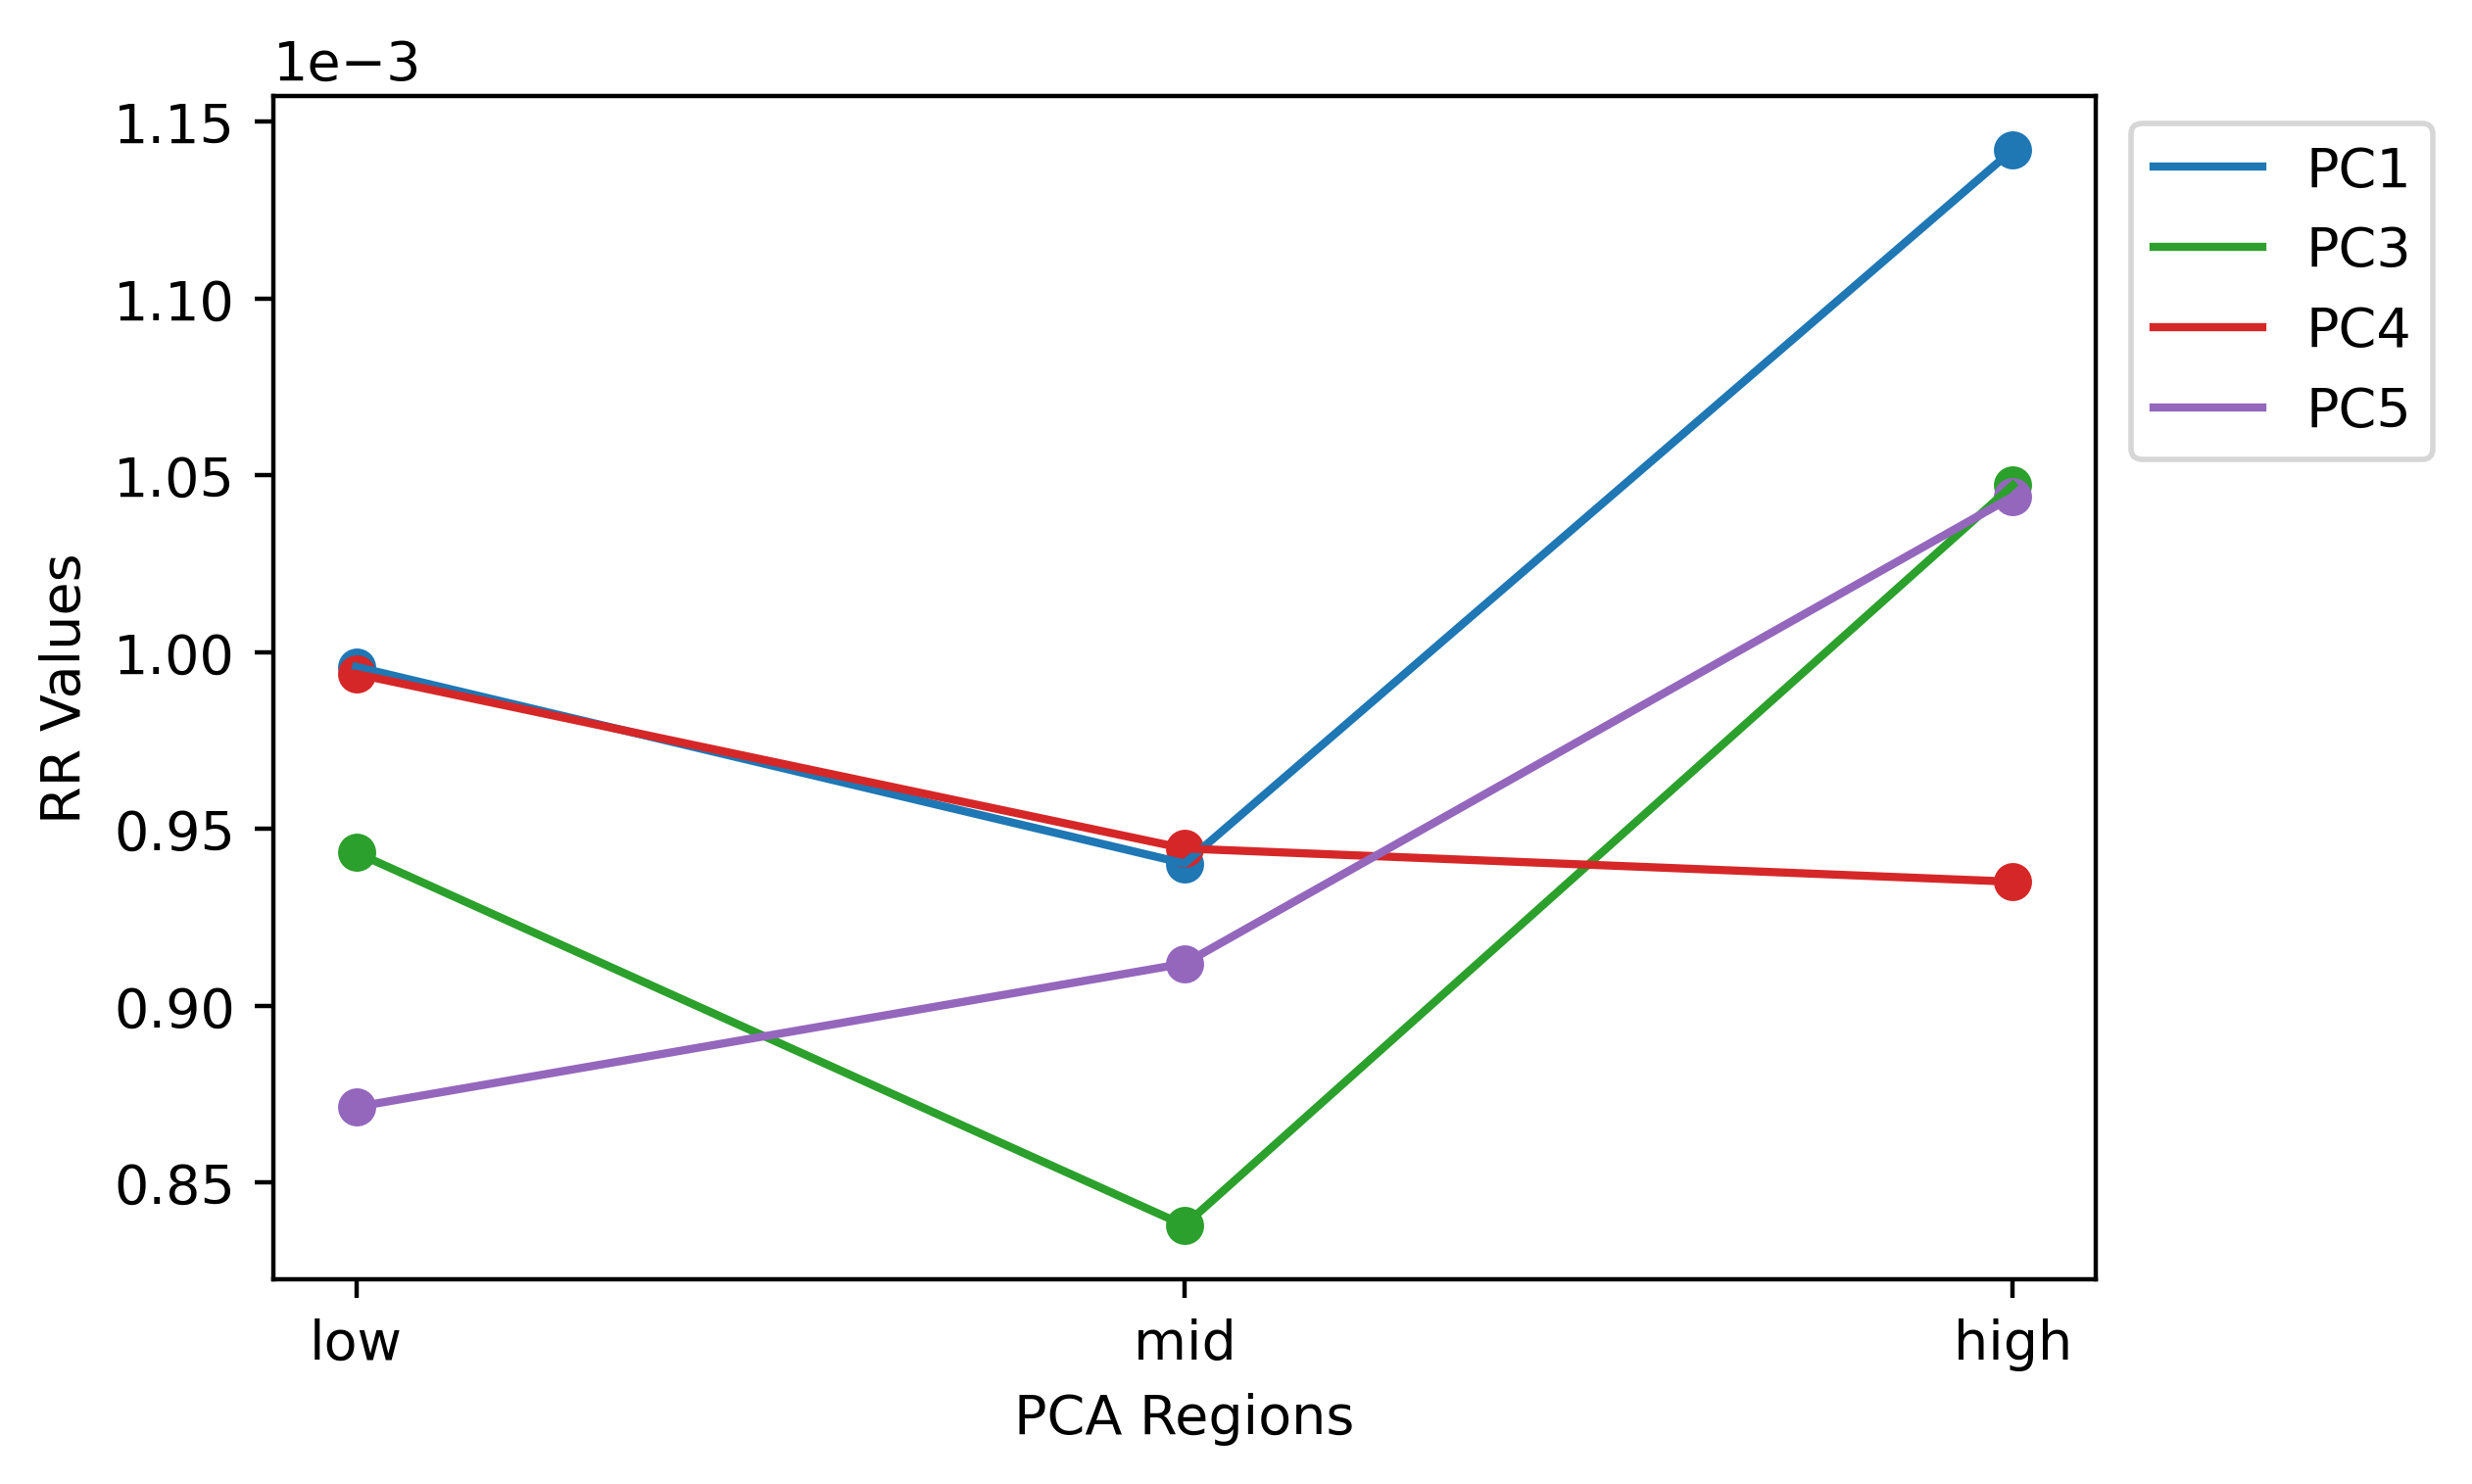 1e−3
1.15
1.10
1.05
1.00
0.95
0.90
0.85
RR Values
low mid high
PCA Regions
PC1
PC3
PC4
PC5